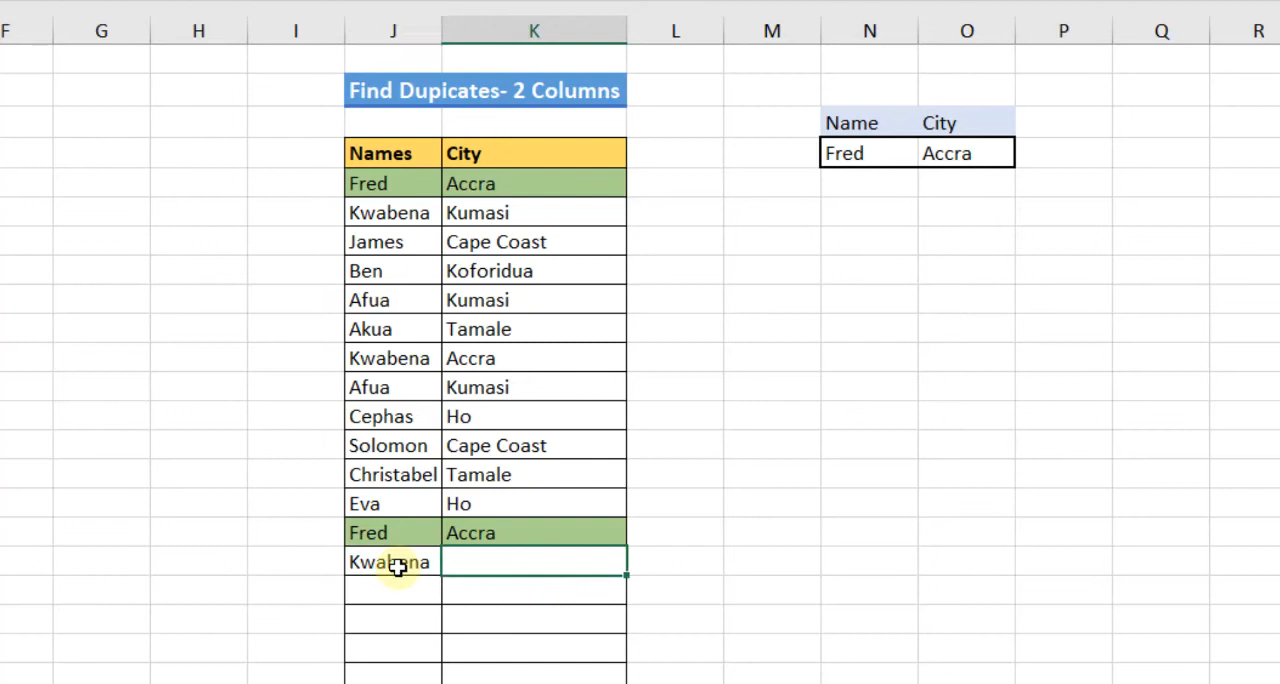 F G H I J K L M N O P Q R
Find Dupicates- 2 Columns
Name City
Names City Fred Accra
Fred Accra
Kwabena Kumasi
James Cape Coast
Ben Koforidua
Afua Kumasi
Akua Tamale
Kwabena Accra
Afua Kumasi
Cephas Ho
Solomon Cape Coast
Christabel Tamale
Eva Ho
Fred Accra
Kwabena